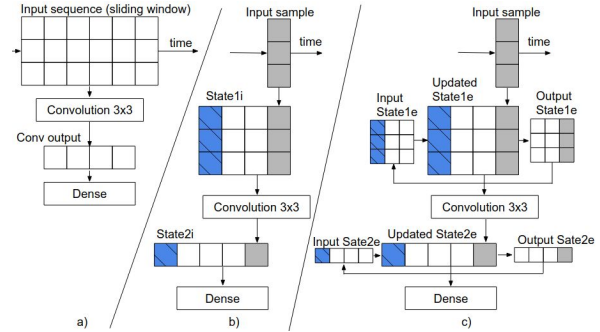 Input sequence (sliding window)
time
Convolution 3x3
Conv output
Dense
a)
Input sample
time
State1i
Convolution 3x3
State2i
Dense
b)
Input sample
time
Updated
State1e
Input
State1e
Output
State1e
Convolution 3x3
Input Sate2e
Updated State2e
Output Sate2e
Dense
c)